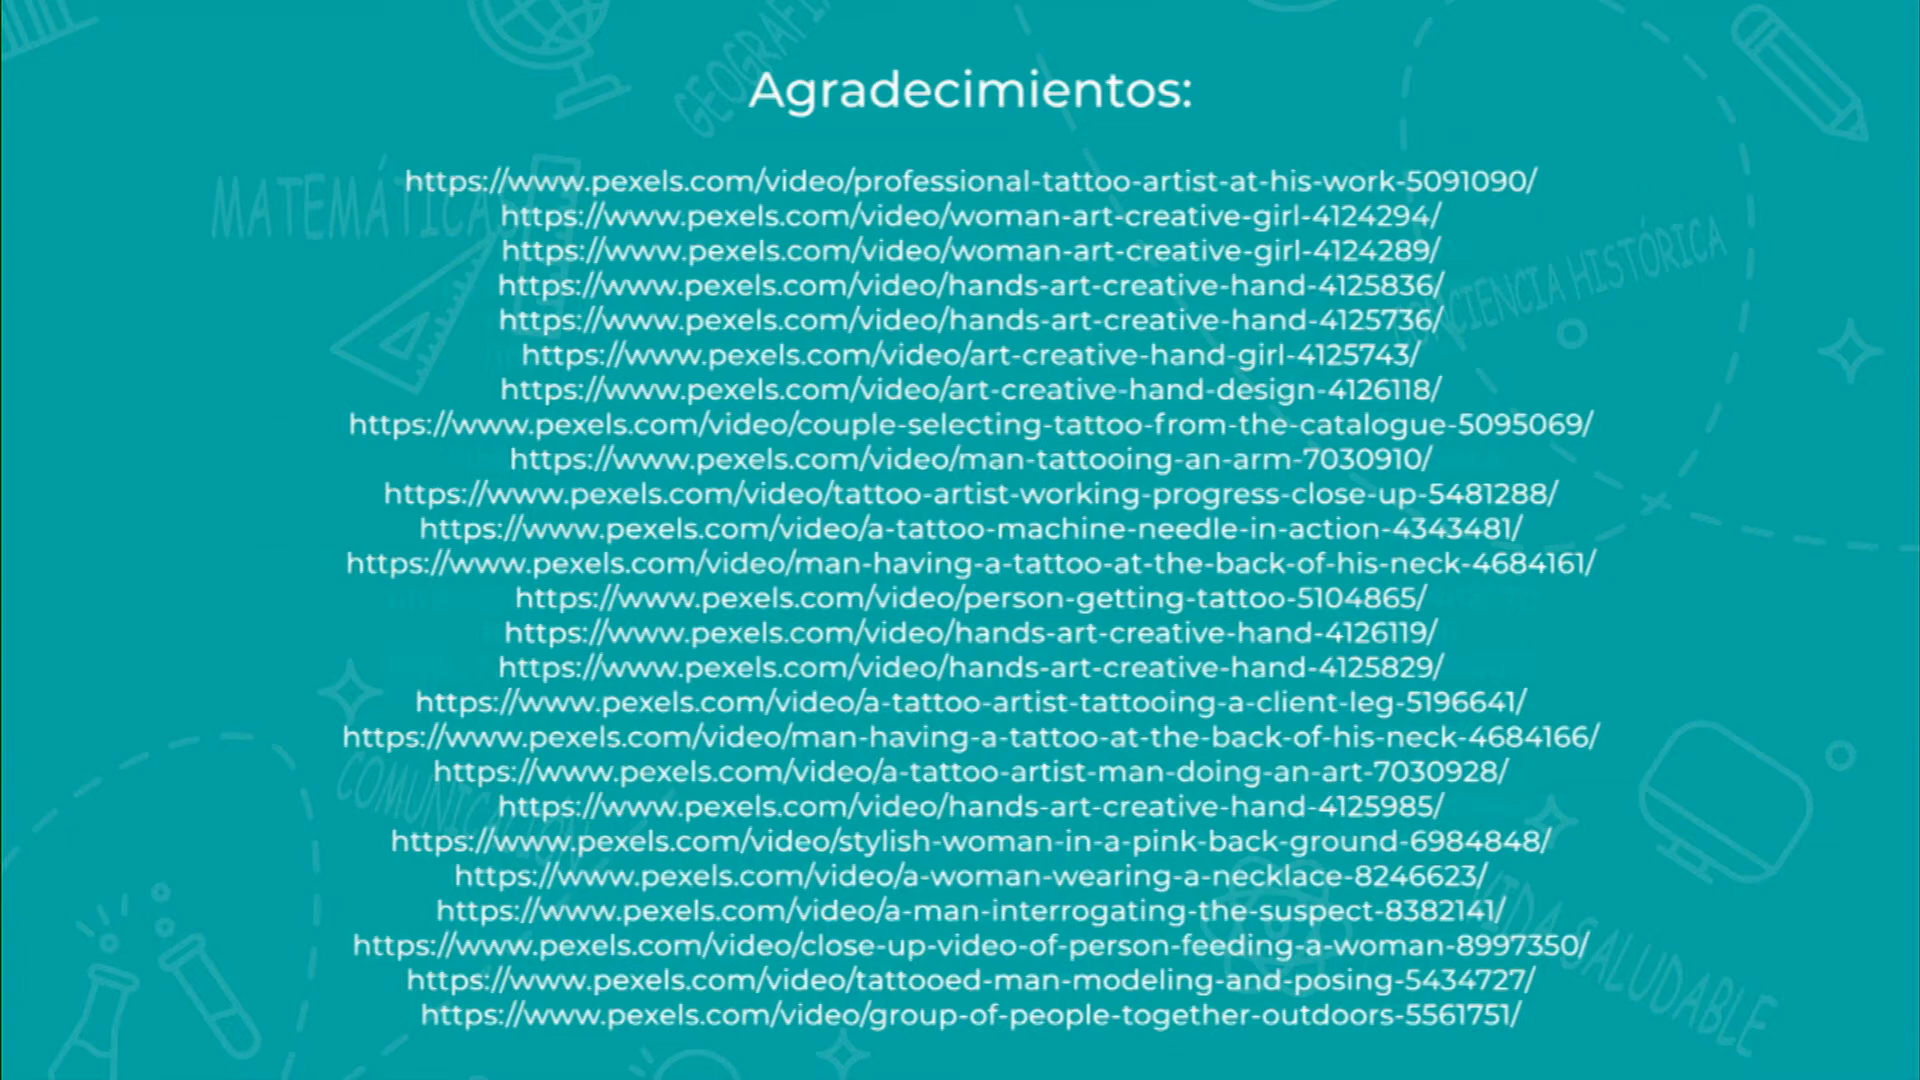 GEOGRAFÍA
Agradecimientos:
MATEMÁTICAS
https://www.pexels.com/video/professional-tattoo-artist-at-his-work-5091090/
https://www.pexels.com/video/woman-art-creative-girl-4124294/
https://www.pexels.com/video/woman-art-creative-girl-4124289/
CONCIENCIA HISTÓRICA
https://www.pexels.com/video/hands-art-creative-hand-4125836/
https://www.pexels.com/video/hands-art-creative-hand-4125736/
https://www.pexels.com/video/art-creative-hand-girl-4125743/
https://www.pexels.com/video/art-creative-hand-design-4126118/
https://www.pexels.com/video/couple-selecting-tattoo-from-the-catalogue-5095069/
https://www.pexels.com/video/man-tattooing-an-arm-7030910/
https://www.pexels.com/video/tattoo-artist-working-progress-close-up-5481288/
https://www.pexels.com/video/a-tattoo-machine-needle-in-action-4343481/
https://www.pexels.com/video/man-having-a-tattoo-at-the-back-of-his-neck-4684161/
https://www.pexels.com/video/person-getting-tattoo-5104865/
https://www.pexels.com/video/hands-art-creative-hand-4126119/
https://www.pexels.com/video/hands-art-creative-hand-4125829/
https://www.pexels.com/video/a-tattoo-artist-tattooing-a-client-leg-5196641/
https://www.pexels.com/video/man-having-a-tattoo-at-the-back-of-his-neck-4684166/
https://www.pexels.com/video/a-tattoo-artist-man-doing-an-art-7030928/
COMUNICACIÓN
https://www.pexels.com/video/hands-art-creative-hand-4125985/
https://www.pexels.com/video/stylish-woman-in-a-pink-back-ground-6984848/
https://www.pexels.com/video/a-woman-wearing-a-necklace-8246623/
https://www.pexels.com/video/a-man-interrogating-the-suspect-8382141/
https://www.pexels.com/video/close-up-video-of-person-feeding-a-woman-8997350/
VIDA SALUDABLE
https://www.pexels.com/video/tattooed-man-modeling-and-posing-5434727/
https://www.pexels.com/video/group-of-people-together-outdoors-5561751/